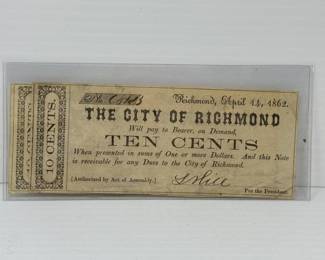 Richmond, April 14, 1862.
THE CITY OF RICHMOND
Will pay to Bearer, on Demand,
TEN CENTS
When presented in sums of One or more Dollars. And this Note
is receivable for any Dues to the City of Richmond.
(Authorized by Act of Assembly.)
For the President
10 CENTS.